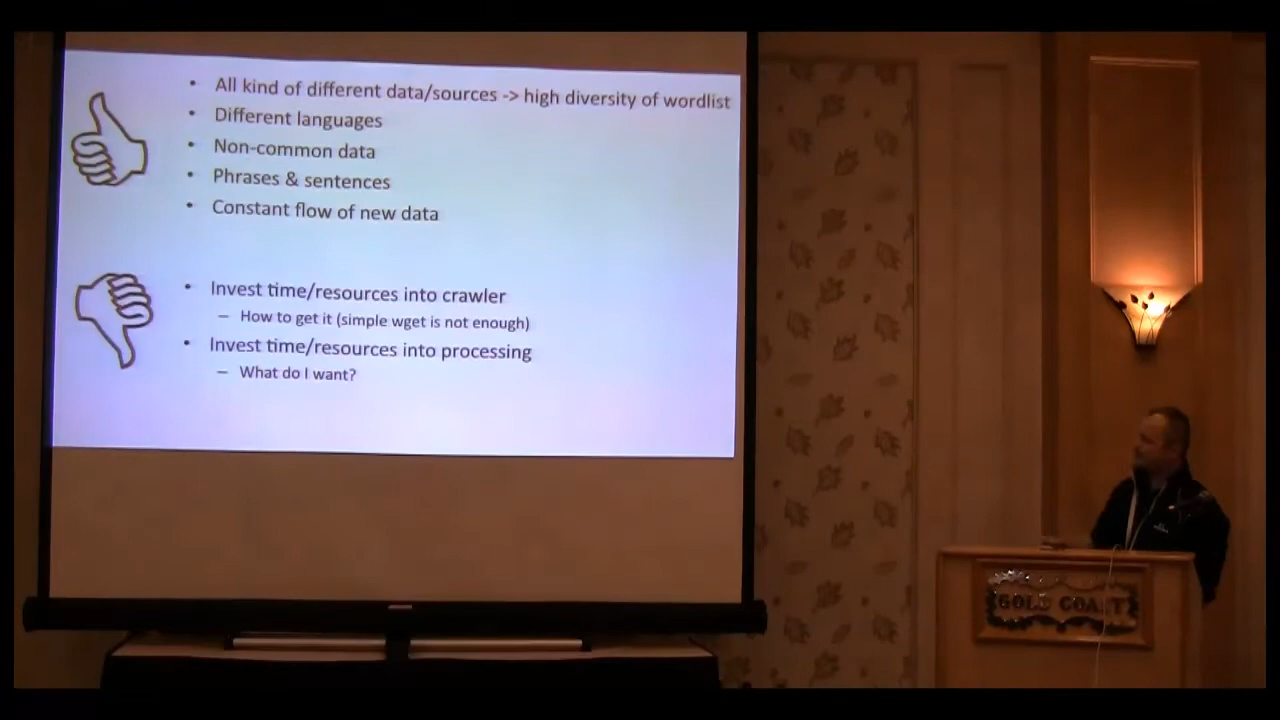 • All kind of different data/sources -> high diversity of wordlist
• Different languages
• Non-common data
• Phrases & sentences
• Constant flow of new data
• Invest time/resources into crawler
– How to get it (simple wget is not enough)
• Invest time/resources into processing
– What do I want?
GOLD COAST